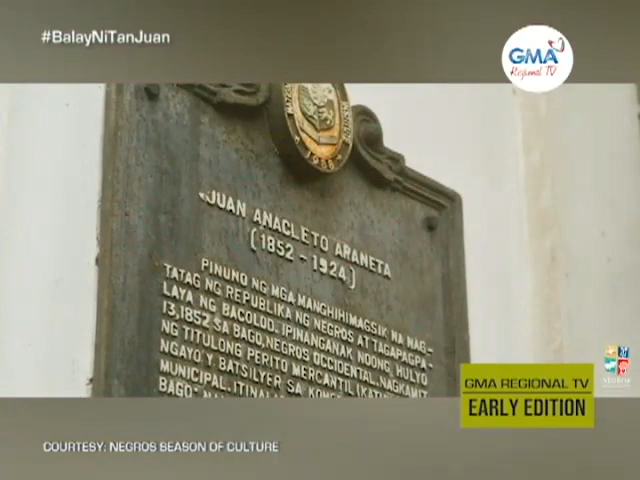 #BalayNiTanJuan
GMA
Regional TV
1938
JUAN ANACLETO ARANETA
(1852 - 1924)
PINUNO NG MGA MANGHIHIMAGSIK NA NAG-
TATAG NG REPUBLIKA NG NEGROS AT TAGAPAGPA-
LAYA NG BACOLOD. IPINANGANAK NOONG HULYO
13, 1852 SA BAGO, NEGROS OCCIDENTAL. NAGKAMIT
NG TITULONG PERITO MERCANTIL
NGAYO'Y BATSILYER SA
MUNICIPAL.
BAGO
GMA REGIONAL TV
EARLY EDITION
COURTESY: NEGROS SEASON OF CULTURE